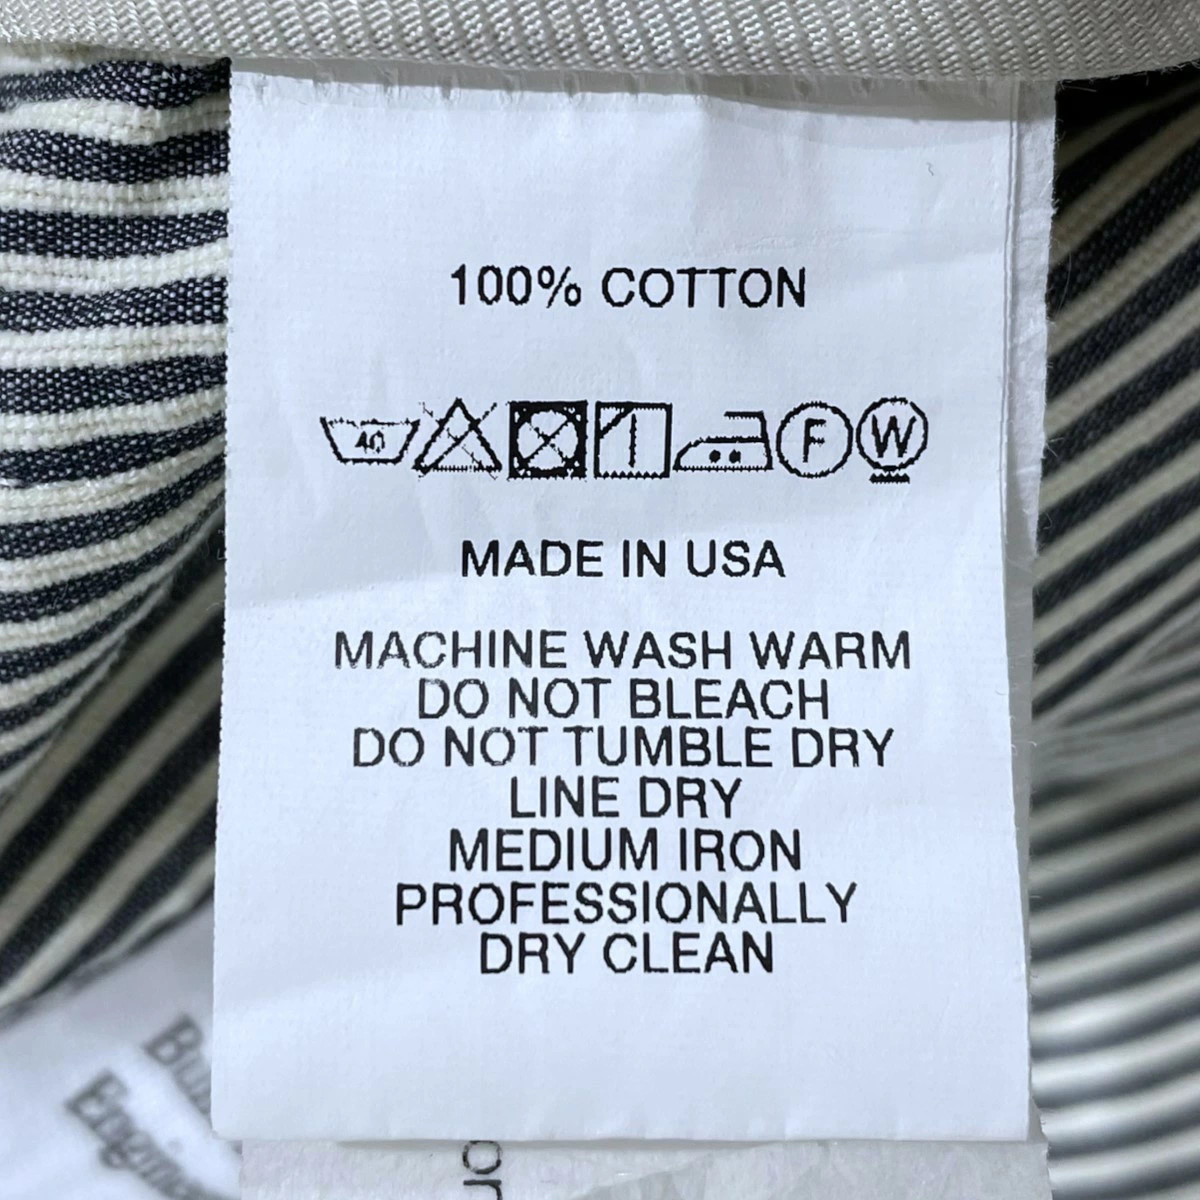 100% COTTON
40 F W
MADE IN USA
MACHINE WASH WARM
DO NOT BLEACH
DO NOT TUMBLE DRY
LINE DRY
MEDIUM IRON
PROFESSIONALLY
DRY CLEAN